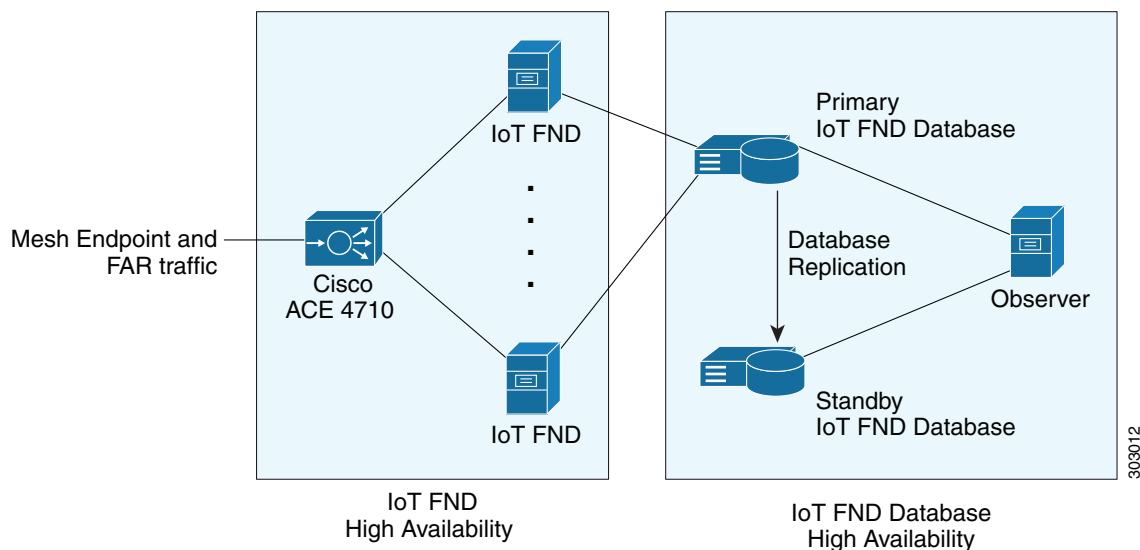 IoT FND
Mesh Endpoint and
FAR traffic
Cisco
ACE 4710
IoT FND
IoT FND
High Availability
Primary
IoT FND Database
Database
Replication
Observer
Standby
IoT FND Database
IoT FND Database
High Availability
303012